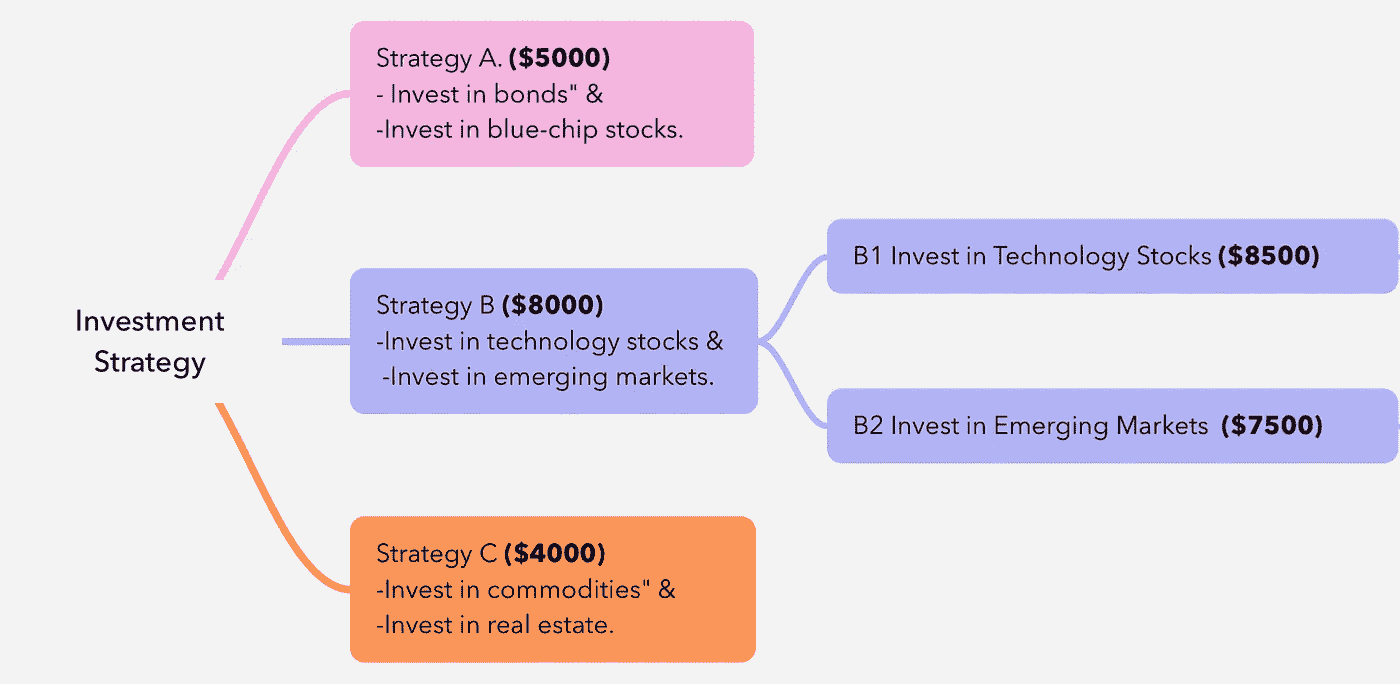 Strategy A. ($5000)
- Invest in bonds" &
-Invest in blue-chip stocks.
B1 Invest in Technology Stocks ($8500)
Investment
Strategy
Strategy B ($8000)
-Invest in technology stocks &
-Invest in emerging markets.
B2 Invest in Emerging Markets ($7500)
Strategy C ($4000)
-Invest in commodities" &
-Invest in real estate.